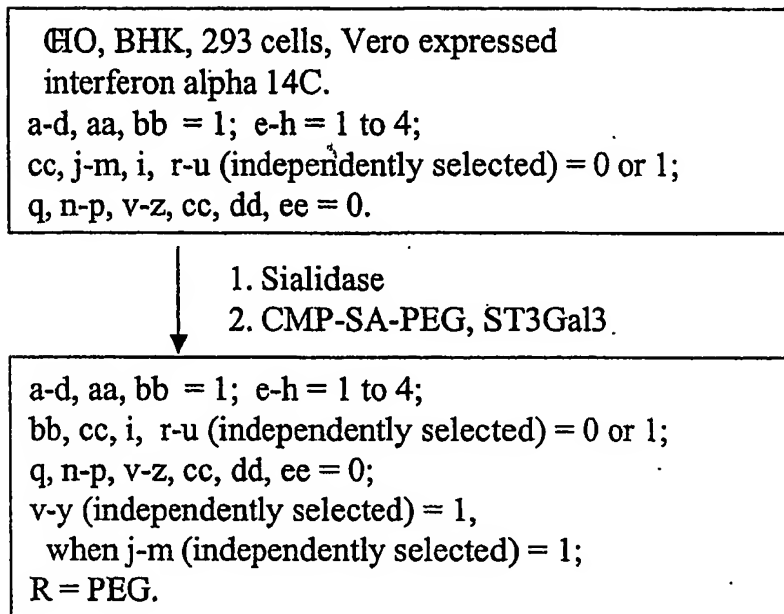 CHO, BHK, 293 cells, Vero expressed
interferon alpha 14C.
a-d, aa, bb = 1; e-h = 1 to 4;
cc, j-m, i, r-u (independently selected) = 0 or 1;
q, n-p, v-z, cc, dd, ee = 0.
1. Sialidase
2. CMP-SA-PEG, ST3Gal3
a-d, aa, bb = 1; e-h = 1 to 4;
bb, cc, i, r-u (independently selected) = 0 or 1;
q, n-p, v-z, cc, dd, ee = 0;
v-y (independently selected) = 1,
when j-m (independently selected) = 1;
R = PEG.